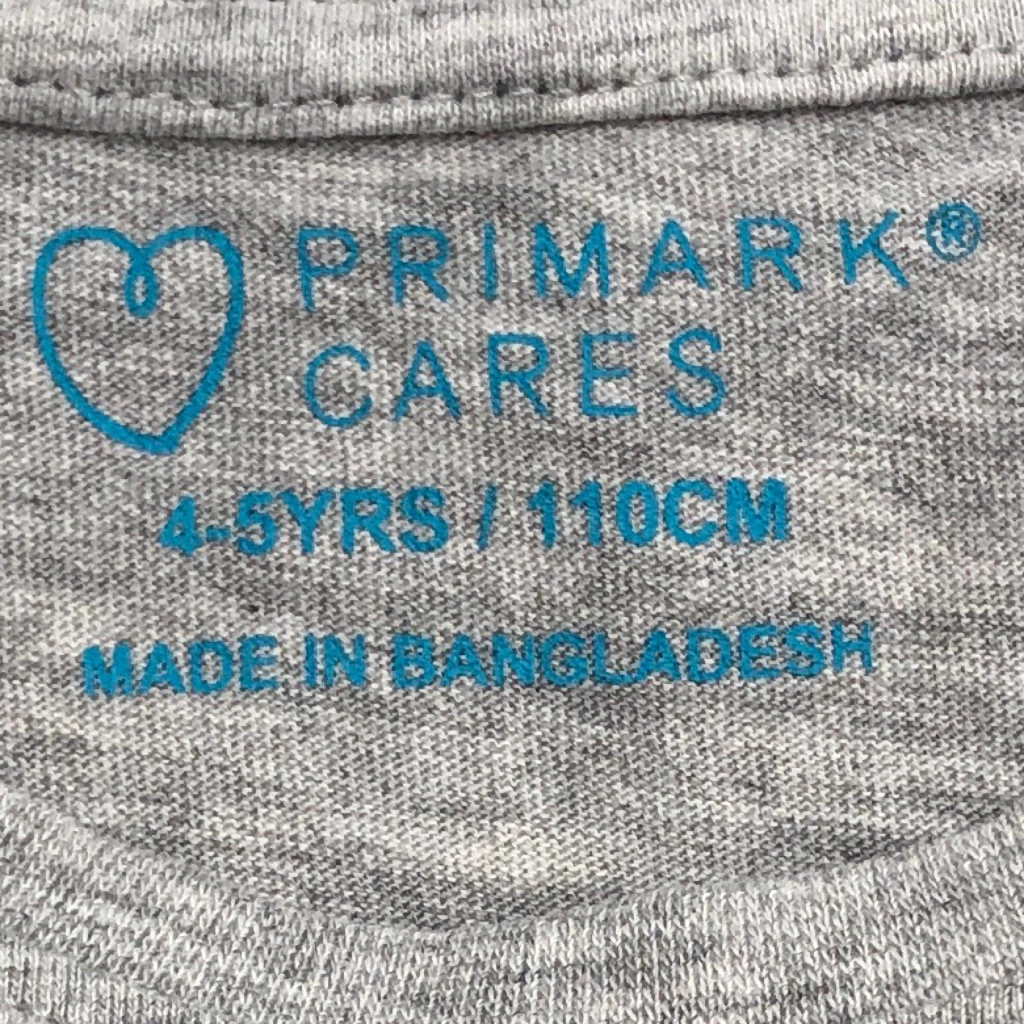 PRIMARK®
CARES
4-5YRS / 110CM
MADE IN BANGLADESH